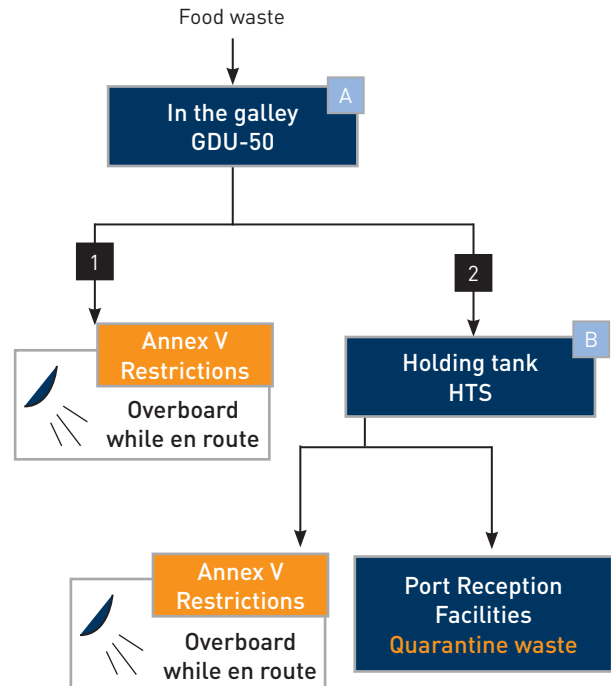 Food waste
A
In the galley
GDU-50
1
2
Annex V
Restrictions
Overboard
while en route
B
Holding tank
HTS
Annex V
Restrictions
Overboard
while en route
Port Reception
Facilities
Quarantine waste